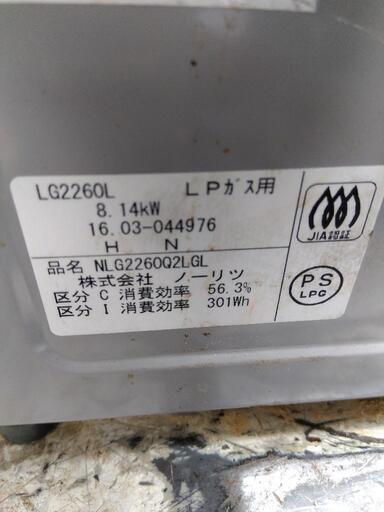 LG2260L LPガス用
8.14kW
16.03-044976
H N
品名 NLG2260Q2LGL
株式会社 ノーリツ
区分 C 消費効率 56.3%
区分 I 消費効率 301Wh
JIA認証
PS
LPG